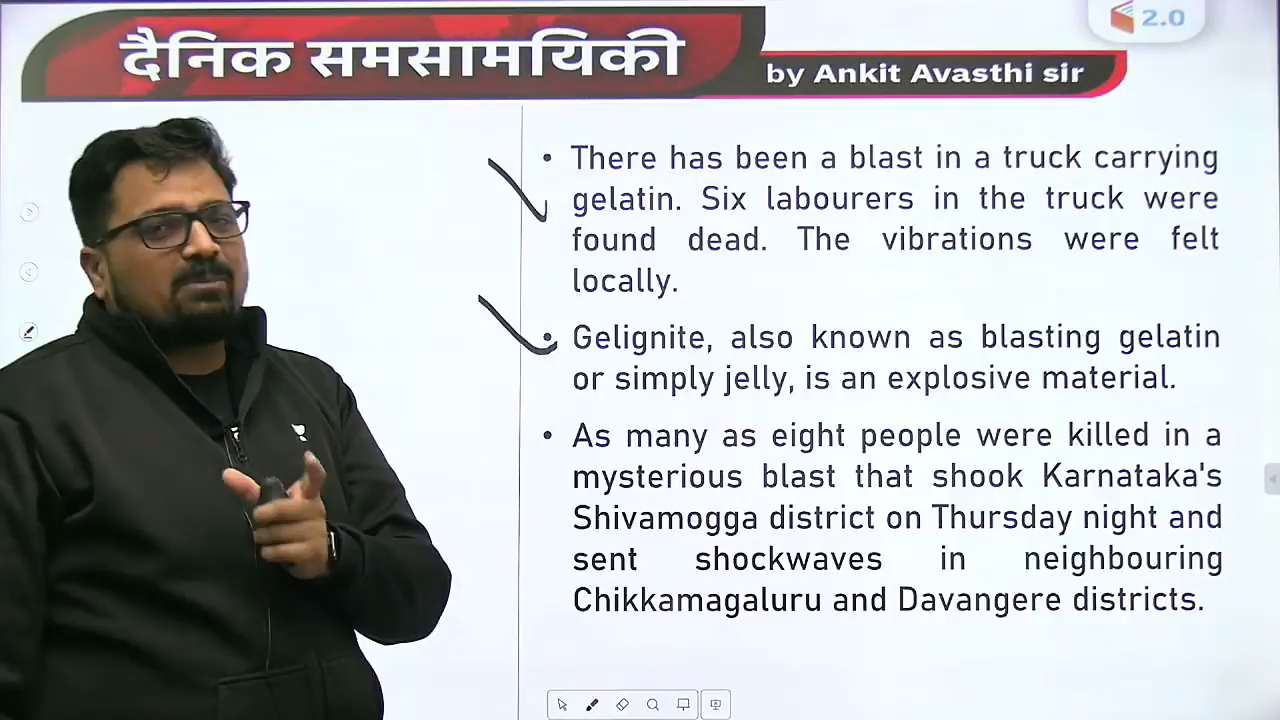 2.0
दैनिक समसामयिकी
by Ankit Avasthi sir
• There has been a blast in a truck carrying
gelatin. Six labourers in the truck were
found dead. The vibrations were felt
locally.
• Gelignite, also known as blasting gelatin
or simply jelly, is an explosive material.
• As many as eight people were killed in a
mysterious blast that shook Karnataka's
Shivamogga district on Thursday night and
sent shockwaves in neighbouring
Chikkamagaluru and Davangere districts.